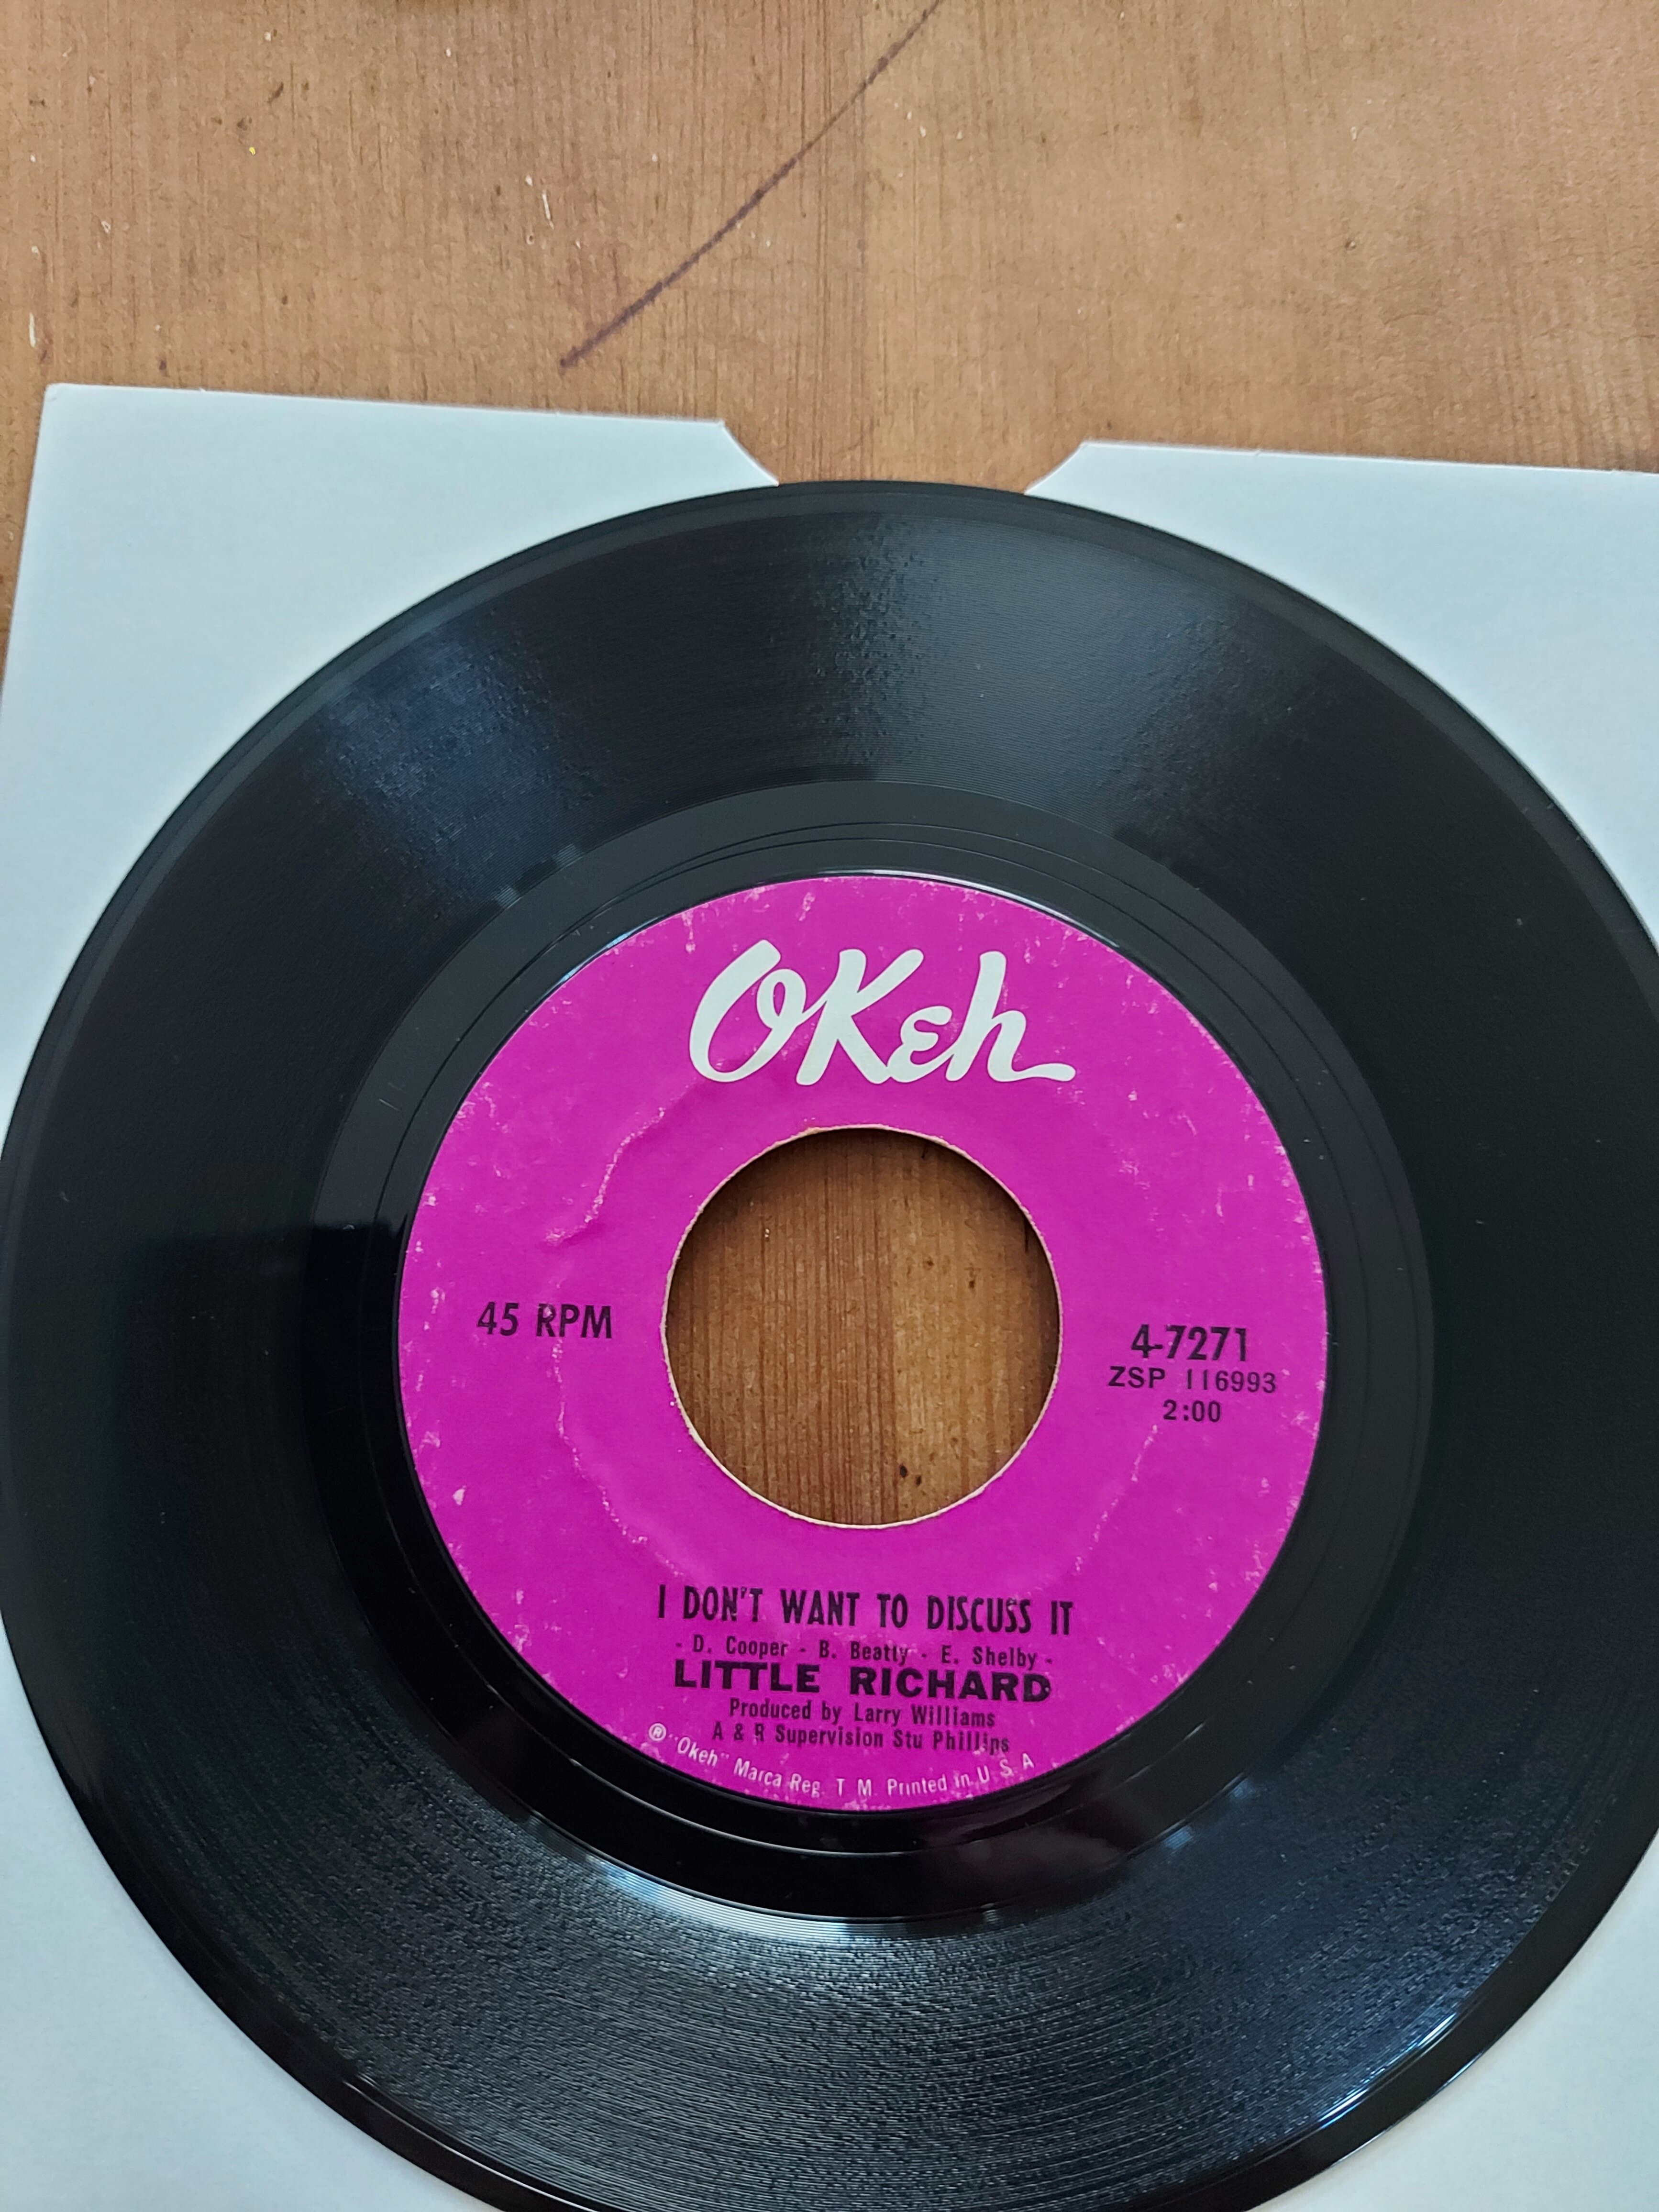 OKeh
45 RPM
4-7271
ZSP 116993
2:00
I DON'T WANT TO DISCUSS IT
- D. Cooper - B. Beatty - E. Shelby -
LITTLE RICHARD
Produced by Larry Williams
A & R Supervision Stu Phillips
® "Okeh" Marca Reg. T M Printed in U S A